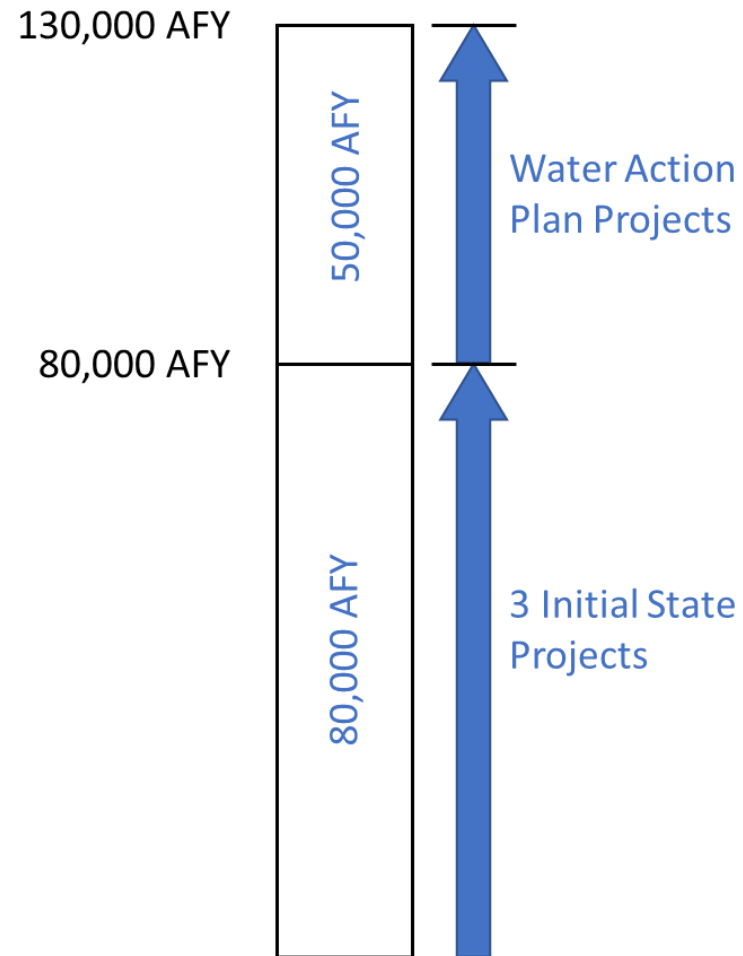 130,000 AFY
50,000 AFY
Water Action
Plan Projects
80,000 AFY
80,000 AFY
3 Initial State
Projects